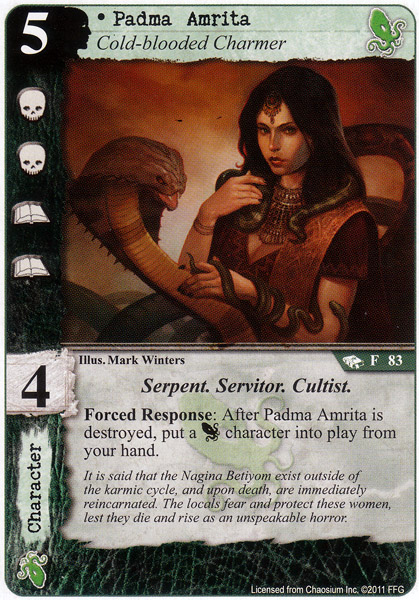 5
• Padma Amrita
Cold-blooded Charmer
Illus. Mark Winters
F 83
4
Serpent. Servitor. Cultist.
Forced Response: After Padma Amrita is
destroyed, put a character into play from
your hand.
It is said that the Nagina Betiyom exist outside of
the karmic cycle, and upon death, are immediately
reincarnated. The locals fear and protect these women,
lest they die and rise as an unspeakable horror.
Character
Licensed from Chaosium Inc. ©2011 FFG